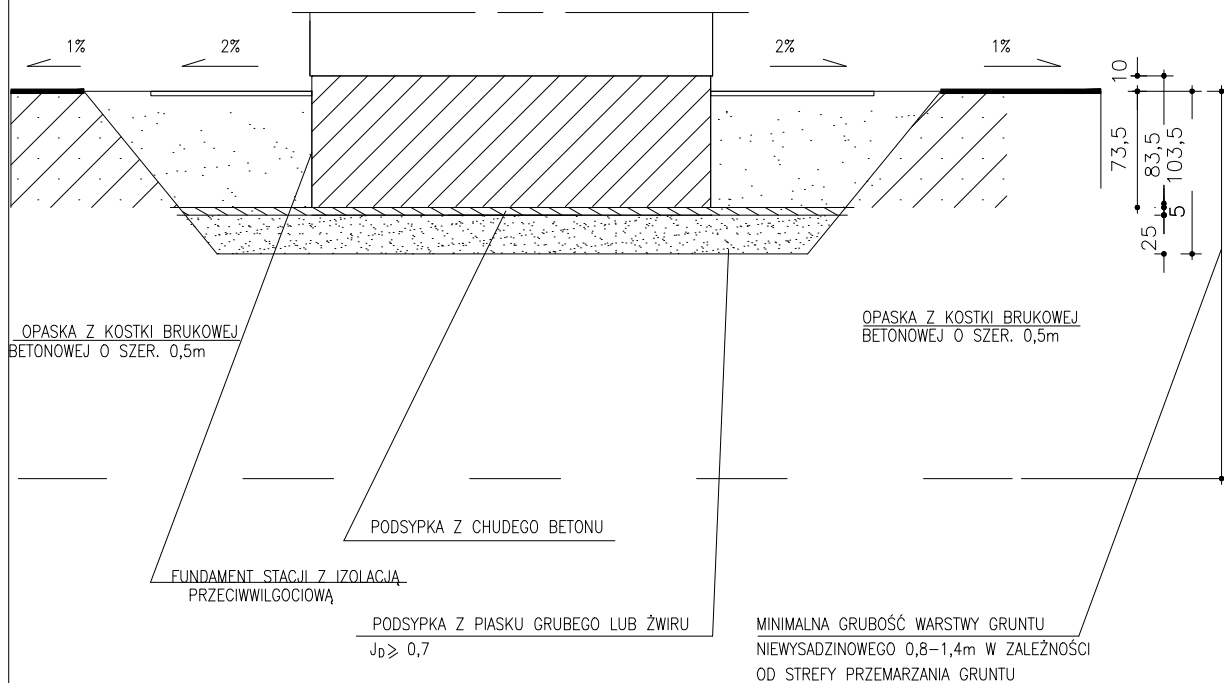 1%
2%
2%
1%
10
73,5
83,5
103,5
5
25
OPASKA Z KOSTKI BRUKOWEJ
BETONOWEJ O SZER. 0,5m
OPASKA Z KOSTKI BRUKOWEJ
BETONOWEJ O SZER. 0,5m
PODSYPKA Z CHUDEGO BETONU
FUNDAMENT STACJI Z IZOLACJĄ
PRZECIWWILGOCIOWĄ
PODSYPKA Z PIASKU GRUBEGO LUB ŻWIRU
J_D ⩾ 0,7
MINIMALNA GRUBOŚĆ WARSTWY GRUNTU
NIEWYSADZINOWEGO 0,8–1,4m W ZALEŻNOŚCI
OD STREFY PRZEMARZANIA GRUNTU